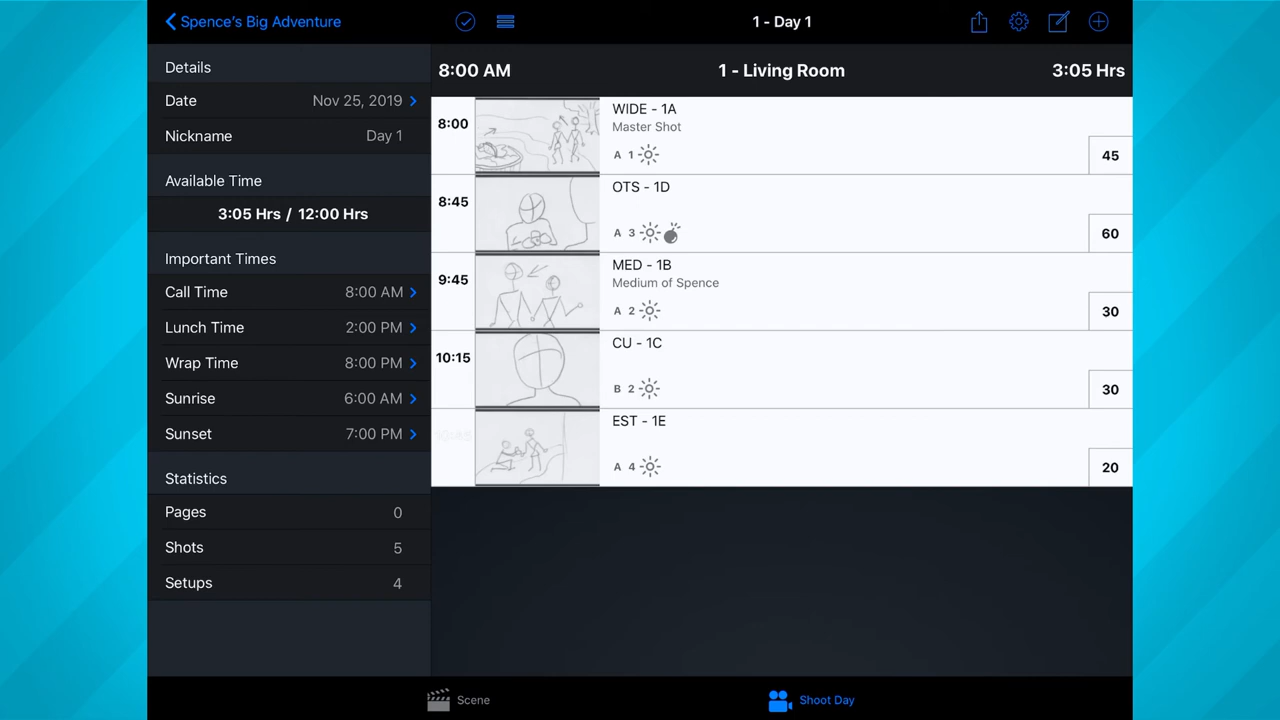 Spence's Big Adventure
1 - Day 1
Details
Date Nov 25, 2019
Nickname Day 1
Available Time
3:05 Hrs / 12:00 Hrs
Important Times
Call Time 8:00 AM
Lunch Time 2:00 PM
Wrap Time 8:00 PM
Sunrise 6:00 AM
Sunset 7:00 PM
Statistics
Pages 0
Shots 5
Setups 4
8:00 AM 1 - Living Room 3:05 Hrs
8:00
WIDE - 1A
Master Shot
A 1
45
8:45
OTS - 1D
A 3
60
9:45
MED - 1B
Medium of Spence
A 2
30
10:15
CU - 1C
B 2
30
10:45
EST - 1E
A 4
20
Scene
Shoot Day